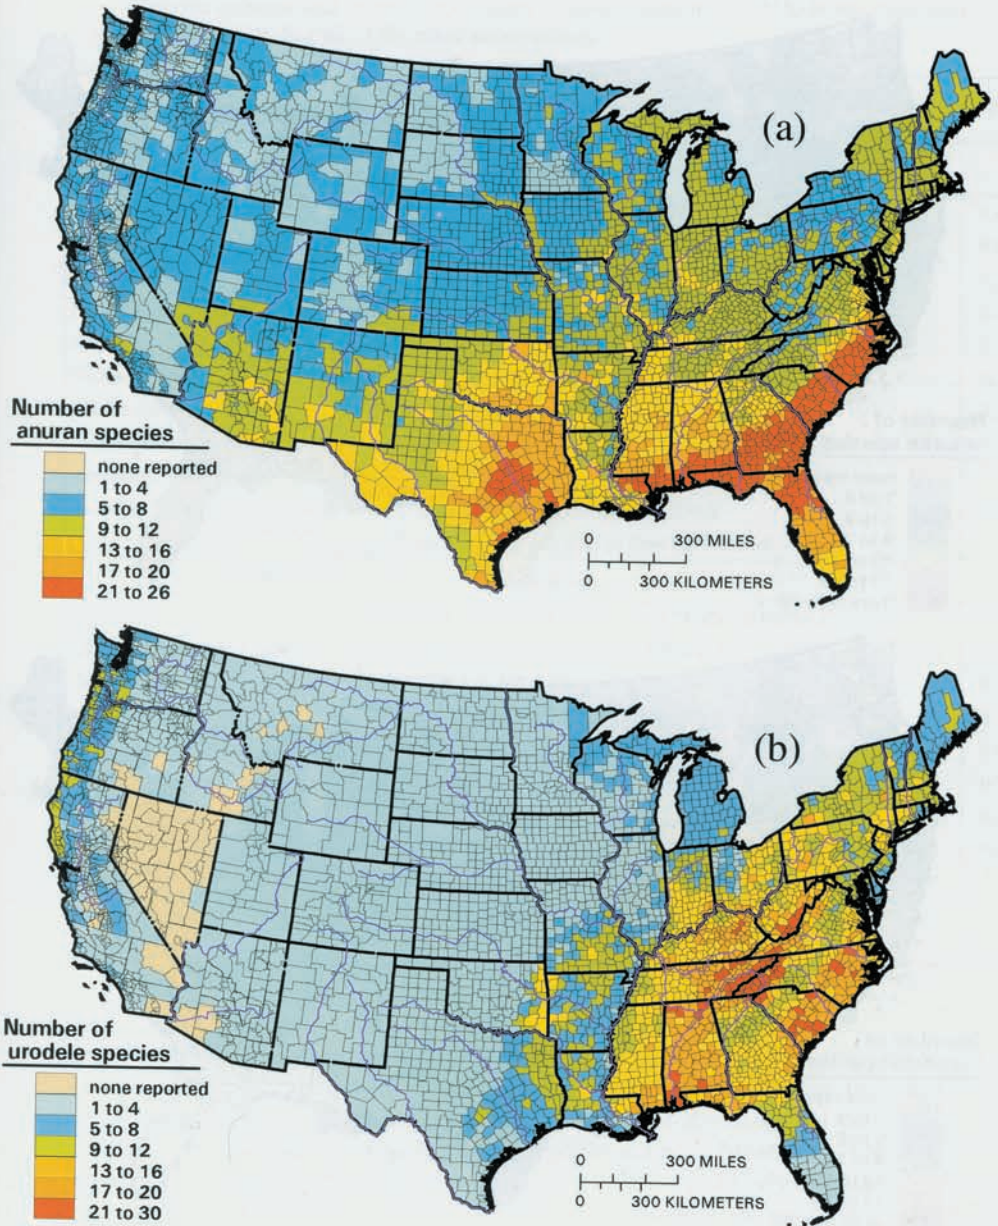 (a)
Number of
anuran species
none reported
1 to 4
5 to 8
9 to 12
13 to 16
17 to 20
21 to 26
0 300 MILES
0 300 KILOMETERS
(b)
Number of
urodele species
none reported
1 to 4
5 to 8
9 to 12
13 to 16
17 to 20
21 to 30
0 300 MILES
0 300 KILOMETERS